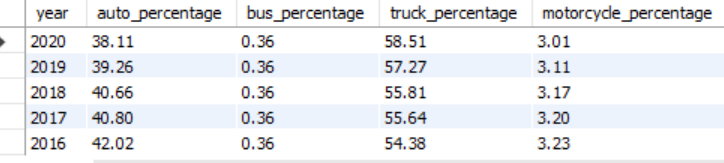 year auto_percentage bus_percentage truck_percentage motorcycle_percentage
2020 38.11 0.36 58.51 3.01
2019 39.26 0.36 57.27 3.11
2018 40.66 0.36 55.81 3.17
2017 40.80 0.36 55.64 3.20
2016 42.02 0.36 54.38 3.23